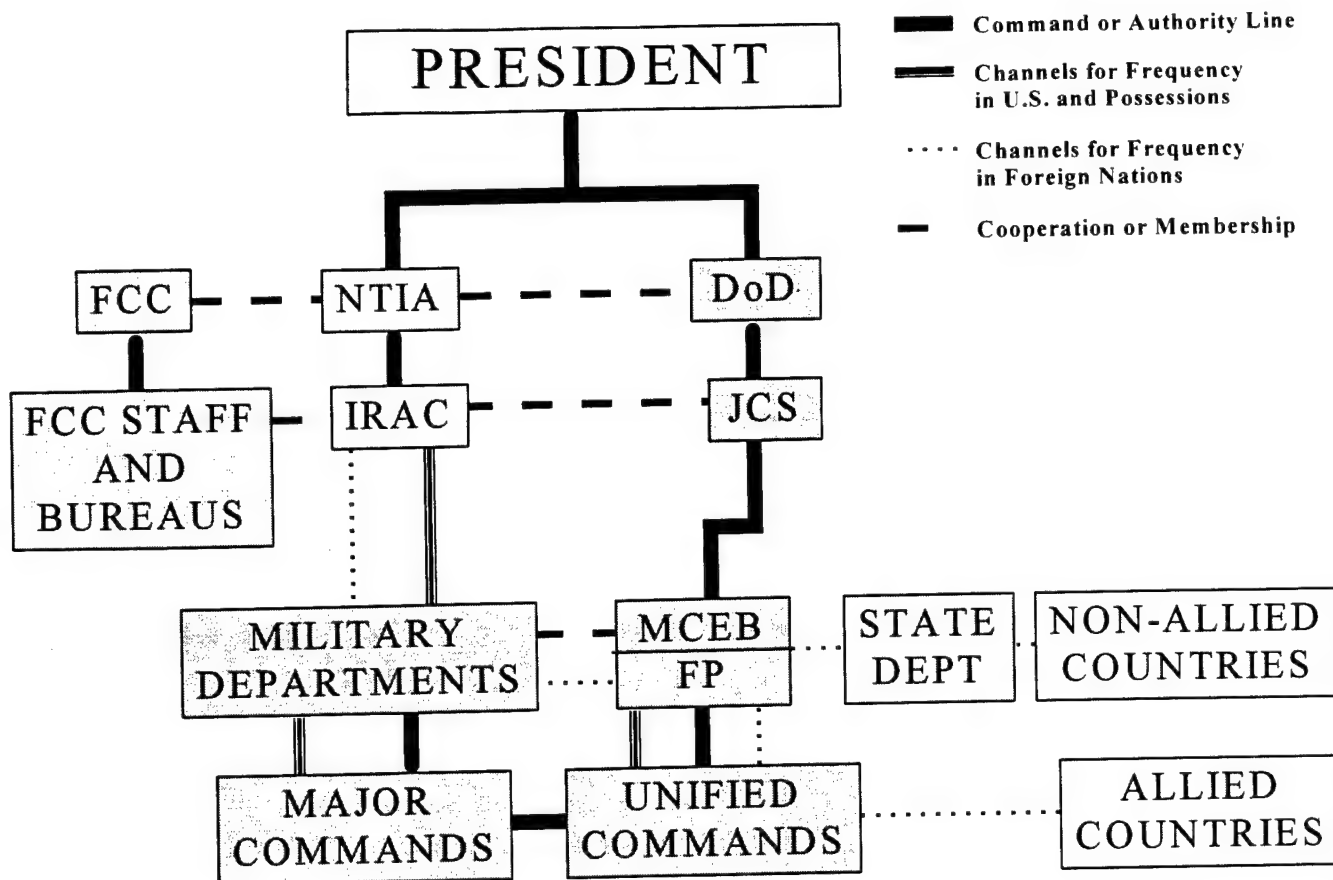 PRESIDENT
Command or Authority Line
Channels for Frequency
in U.S. and Possessions
Channels for Frequency
in Foreign Nations
Cooperation or Membership
FCC
NTIA
DoD
FCC STAFF
AND
BUREAUS
IRAC
JCS
MILITARY
DEPARTMENTS
MCEB
FP
STATE
DEPT
NON-ALLIED
COUNTRIES
MAJOR
COMMANDS
UNIFIED
COMMANDS
ALLIED
COUNTRIES